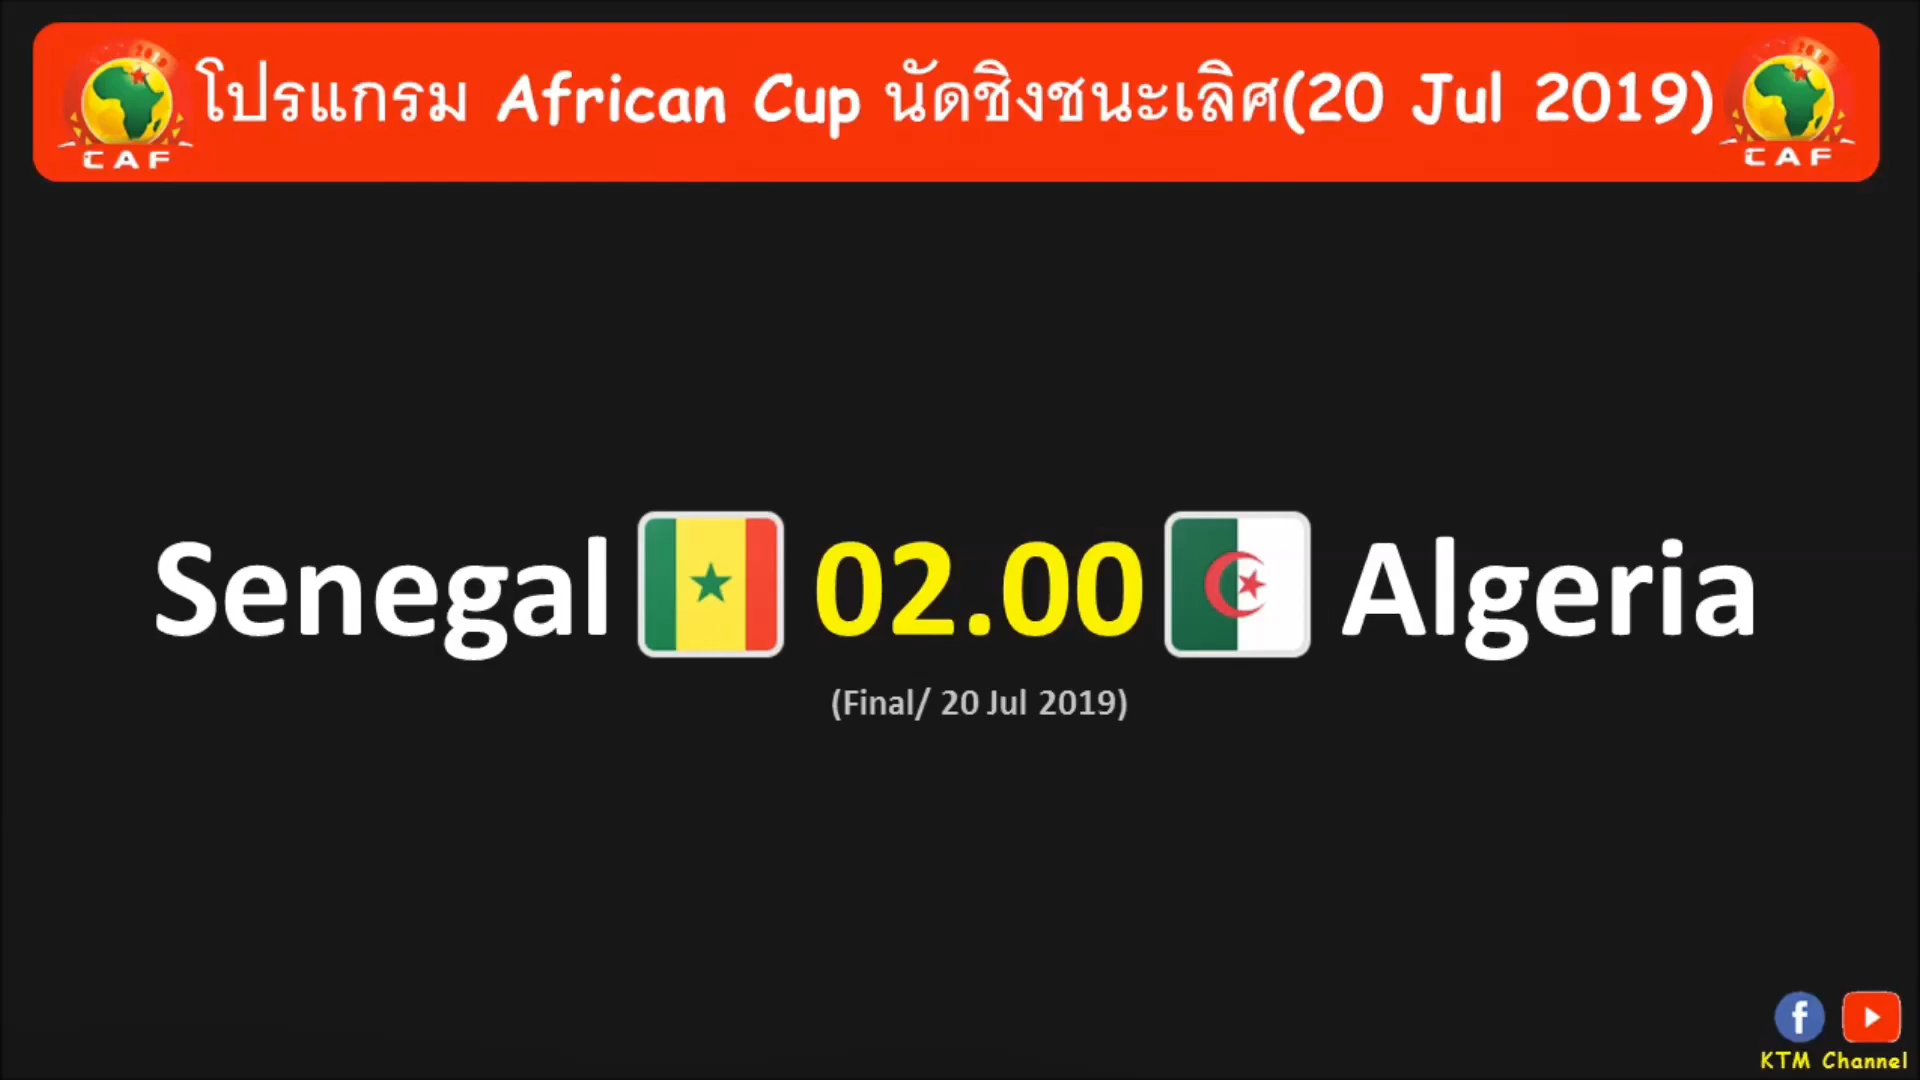 โปรแกรม African Cup นัดชิงชนะเลิศ(20 Jul 2019)
CAF
CAF
Senegal 02.00 Algeria
(Final/ 20 Jul 2019)
KTM Channel